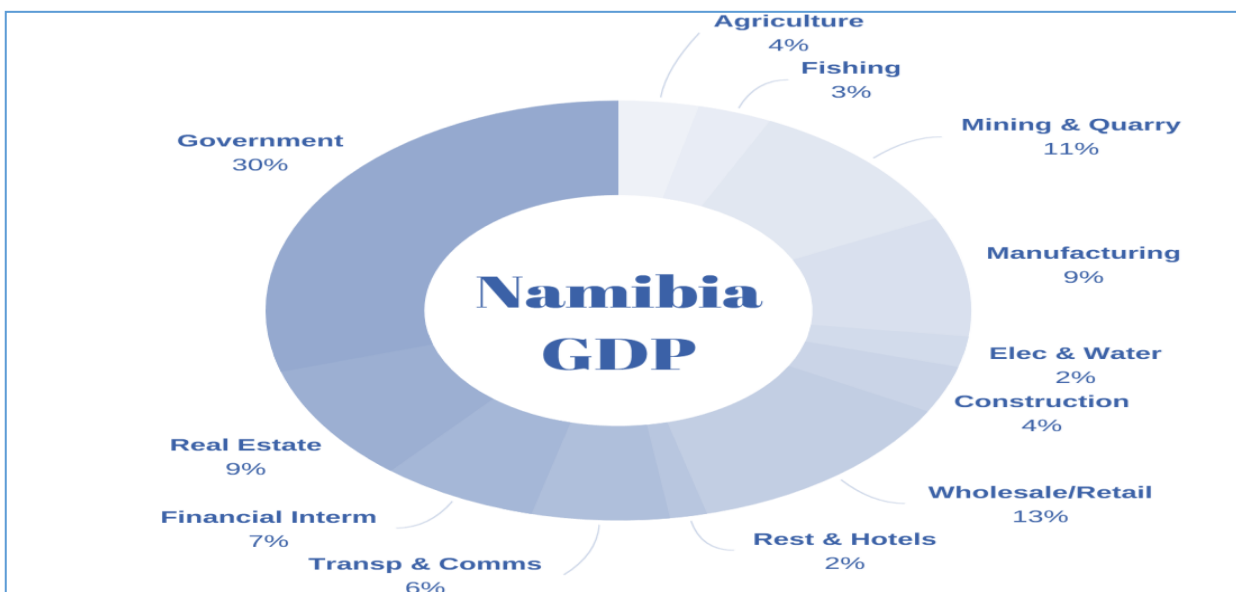 Agriculture
4%
Fishing
3%
Mining & Quarry
11%
Manufacturing
9%
Elec & Water
2%
Construction
4%
Wholesale/Retail
13%
Rest & Hotels
2%
Transp & Comms
6%
Financial Interm
7%
Real Estate
9%
Government
30%
Namibia
GDP